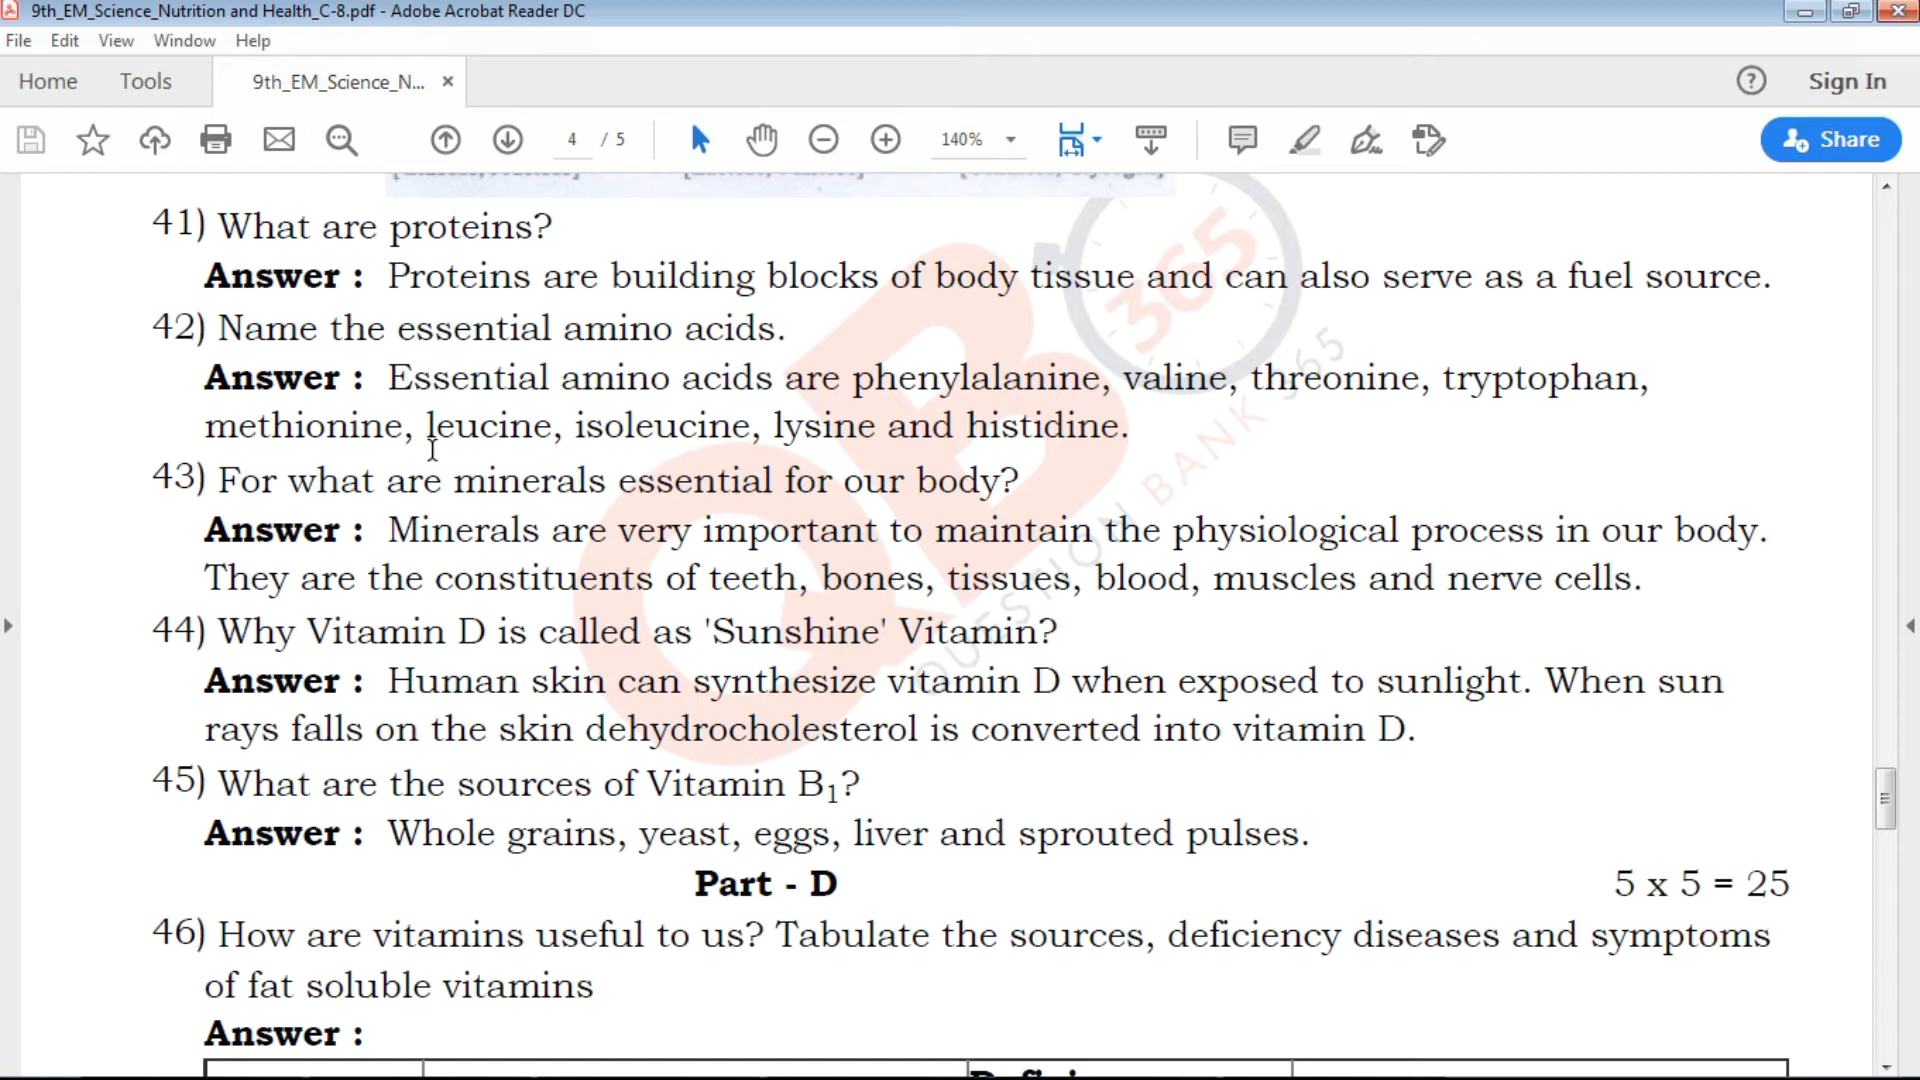 9th_EM_Science_Nutrition and Health_C-8.pdf - Adobe Acrobat Reader DC
File Edit View Window Help
Home Tools 9th_EM_Science_N... × ? Sign In
4 / 5 140% Share
41) What are proteins?
Answer : Proteins are building blocks of body tissue and can also serve as a fuel source.
42) Name the essential amino acids.
Answer : Essential amino acids are phenylalanine, valine, threonine, tryptophan,
methionine, leucine, isoleucine, lysine and histidine.
43) For what are minerals essential for our body?
Answer : Minerals are very important to maintain the physiological process in our body.
They are the constituents of teeth, bones, tissues, blood, muscles and nerve cells.
44) Why Vitamin D is called as 'Sunshine' Vitamin?
Answer : Human skin can synthesize vitamin D when exposed to sunlight. When sun
rays falls on the skin dehydrocholesterol is converted into vitamin D.
45) What are the sources of Vitamin B₁?
Answer : Whole grains, yeast, eggs, liver and sprouted pulses.
Part - D 5 x 5 = 25
46) How are vitamins useful to us? Tabulate the sources, deficiency diseases and symptoms
of fat soluble vitamins
Answer :
QB
365
QUESTION BANK 365